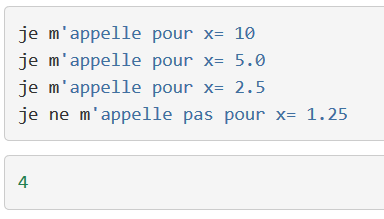 je m'appelle pour x= 10
je m'appelle pour x= 5.0
je m'appelle pour x= 2.5
je ne m'appelle pas pour x= 1.25
4